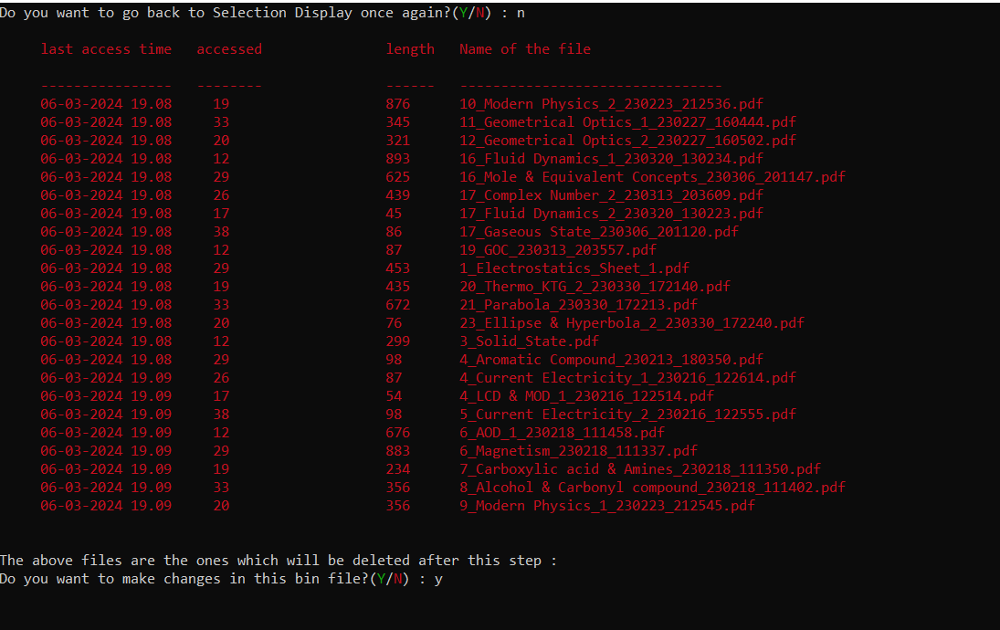 Do you want to go back to Selection Display once again?(Y/N) : n
last access time accessed length Name of the file
---------------- -------- ------ --------------------------------
06-03-2024 19.08 19 876 10_Modern Physics_2_230223_212536.pdf
06-03-2024 19.08 33 345 11_Geometrical Optics_1_230227_160444.pdf
06-03-2024 19.08 20 321 12_Geometrical Optics_2_230227_160502.pdf
06-03-2024 19.08 12 893 16_Fluid Dynamics_1_230320_130234.pdf
06-03-2024 19.08 29 625 16_Mole & Equivalent Concepts_230306_201147.pdf
06-03-2024 19.08 26 439 17_Complex Number_2_230313_203609.pdf
06-03-2024 19.08 17 45 17_Fluid Dynamics_2_230320_130223.pdf
06-03-2024 19.08 38 86 17_Gaseous State_230306_201120.pdf
06-03-2024 19.08 12 87 19_GOC_230313_203557.pdf
06-03-2024 19.08 29 453 1_Electrostatics_Sheet_1.pdf
06-03-2024 19.08 19 435 20_Thermo_KTG_2_230330_172140.pdf
06-03-2024 19.08 33 672 21_Parabola_230330_172213.pdf
06-03-2024 19.08 20 76 23_Ellipse & Hyperbola_2_230330_172240.pdf
06-03-2024 19.08 12 299 3_Solid_State.pdf
06-03-2024 19.08 29 98 4_Aromatic Compound_230213_180350.pdf
06-03-2024 19.09 26 87 4_Current Electricity_1_230216_122614.pdf
06-03-2024 19.09 17 54 4_LCD & MOD_1_230216_122514.pdf
06-03-2024 19.09 38 98 5_Current Electricity_2_230216_122555.pdf
06-03-2024 19.09 12 676 6_AOD_1_230218_111458.pdf
06-03-2024 19.09 29 883 6_Magnetism_230218_111337.pdf
06-03-2024 19.09 19 234 7_Carboxylic acid & Amines_230218_111350.pdf
06-03-2024 19.09 33 356 8_Alcohol & Carbonyl compound_230218_111402.pdf
06-03-2024 19.09 20 356 9_Modern Physics_1_230223_212545.pdf
The above files are the ones which will be deleted after this step :
Do you want to make changes in this bin file?(Y/N) : y